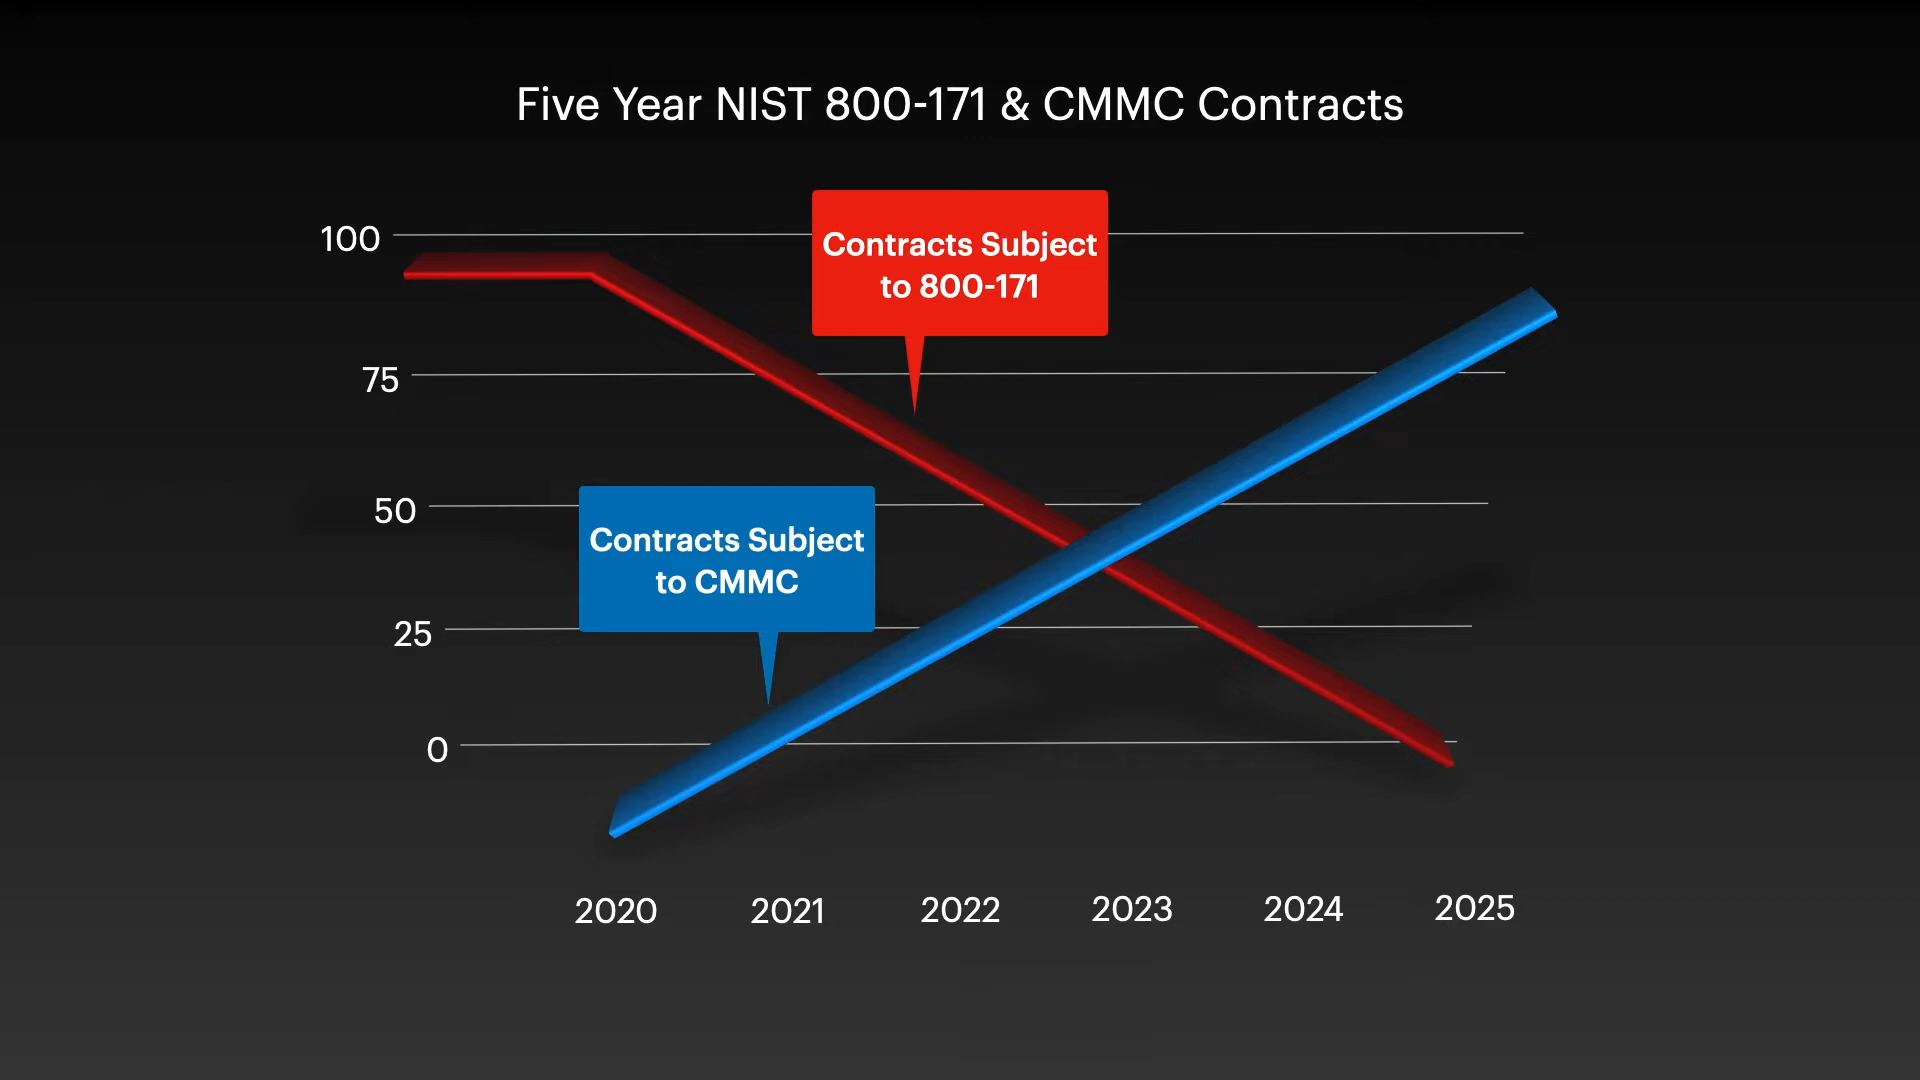 Five Year NIST 800-171 & CMMC Contracts
100
Contracts Subject
to 800-171
75
50
Contracts Subject
to CMMC
25
0
2020 2021 2022 2023 2024 2025